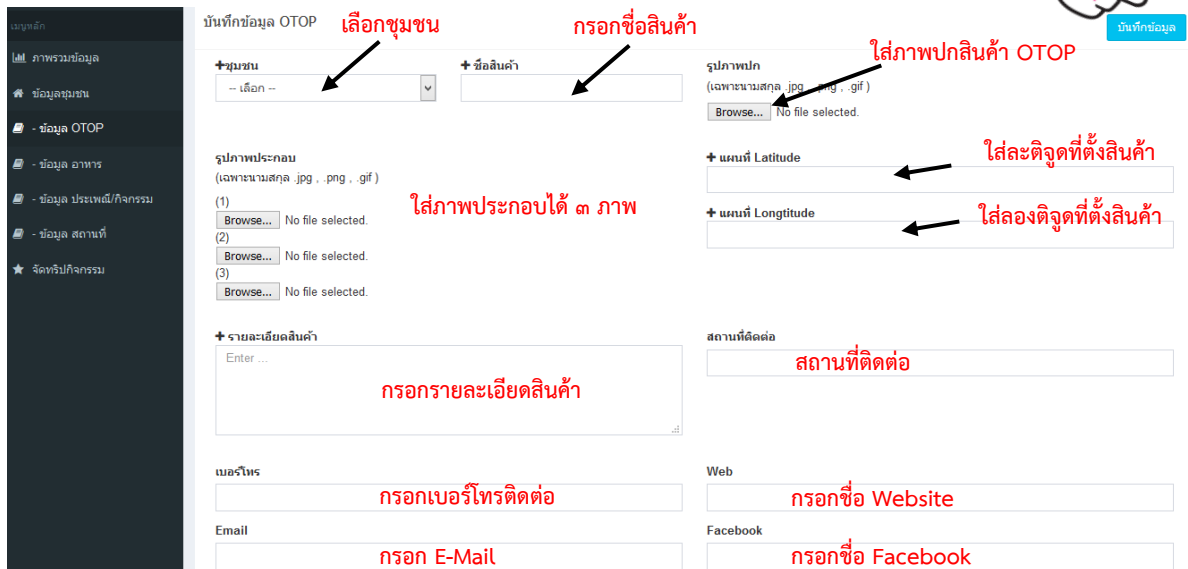 เมนูหลัก
ภาพรวมข้อมูล
ข้อมูลชุมชน
- ข้อมูล OTOP
- ข้อมูล อาหาร
- ข้อมูล ประเพณี/กิจกรรม
- ข้อมูล สถานที่
จัดทริปกิจกรรม
บันทึกข้อมูล OTOP
เลือกชุมชน
กรอกชื่อสินค้า
บันทึกข้อมูล
ใส่ภาพปกสินค้า OTOP
+ชุมชน
-- เลือก --
+ ชื่อสินค้า
รูปภาพปก
(เฉพาะนามสกุล .jpg , .png , .gif )
Browse... No file selected.
รูปภาพประกอบ
(เฉพาะนามสกุล .jpg , .png , .gif )
(1)
Browse... No file selected.
(2)
Browse... No file selected.
(3)
Browse... No file selected.
ใส่ภาพประกอบได้ ๓ ภาพ
+ แผนที่ Latitude
ใส่ละติจูดที่ตั้งสินค้า
+ แผนที่ Longtitude
ใส่ลองติจูดที่ตั้งสินค้า
+ รายละเอียดสินค้า
Enter ...
กรอกรายละเอียดสินค้า
สถานที่ติดต่อ
สถานที่ติดต่อ
เบอร์โทร
กรอกเบอร์โทรติดต่อ
Web
กรอกชื่อ Website
Email
กรอก E-Mail
Facebook
กรอกชื่อ Facebook